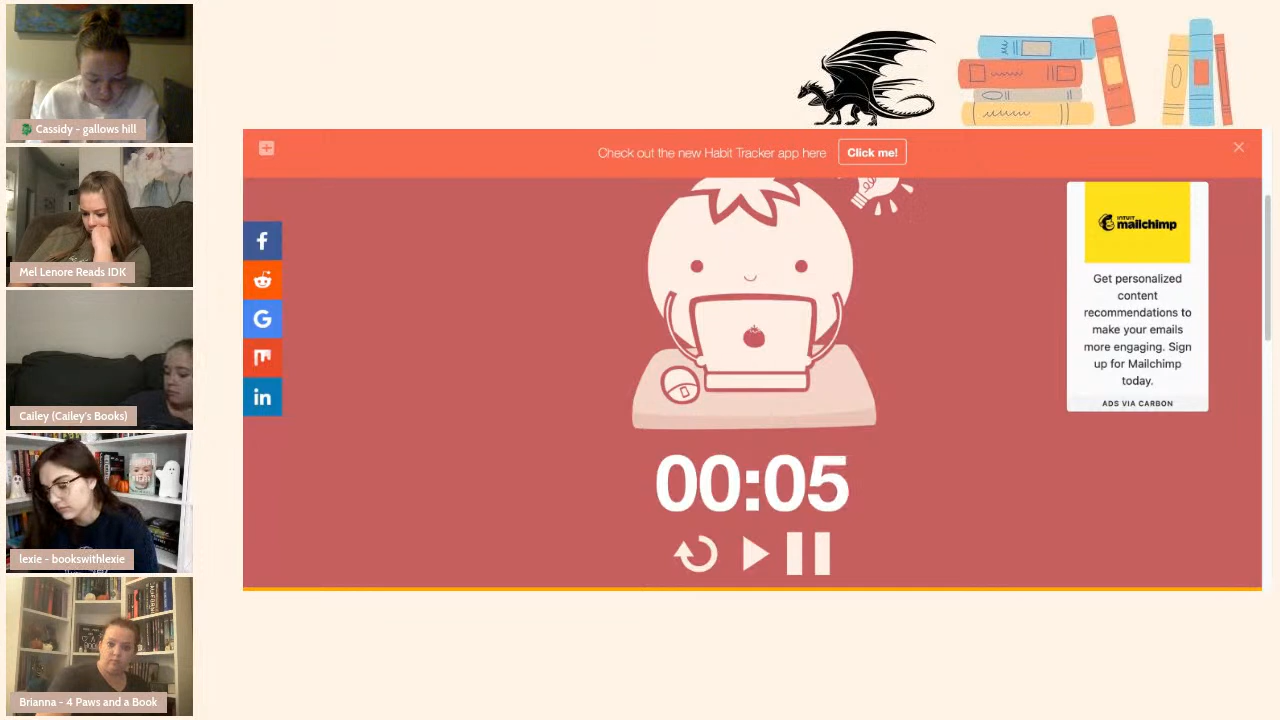 Cassidy - gallows hill
Mel Lenore Reads IDK
Cailey (Cailey's Books)
lexie - bookswithlexie
Brianna - 4 Paws and a Book
Check out the new Habit Tracker app here
Click me!
INTUIT
mailchimp
Get personalized
content
recommendations to
make your emails
more engaging. Sign
up for Mailchimp
today.
ADS VIA CARBON
00:05